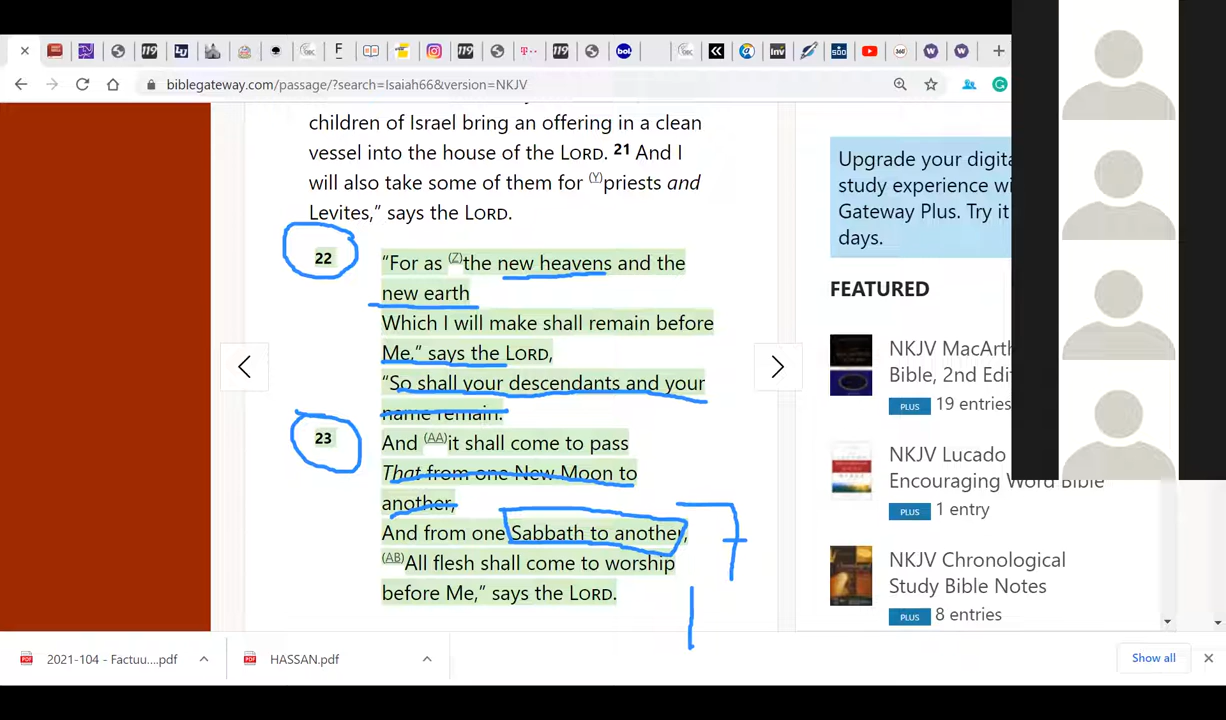 biblegateway.com/passage/?search=Isaiah66&version=NKJV
children of Israel bring an offering in a clean
vessel into the house of the LORD. 21 And I
will also take some of them for (Y)priests and
Levites,” says the LORD.
22 “For as (Z)the new heavens and the
new earth
Which I will make shall remain before
Me,” says the LORD,
“So shall your descendants and your
name remain.
23 And (AA)it shall come to pass
That from one New Moon to
another,
And from one Sabbath to another,
(AB)All flesh shall come to worship
before Me,” says the LORD.
7
1
Upgrade your digita
study experience wi
Gateway Plus. Try it
days.
FEATURED
NKJV MacArth
Bible, 2nd Edi
PLUS 19 entries
NKJV Lucado
Encouraging Word Bible
PLUS 1 entry
NKJV Chronological
Study Bible Notes
PLUS 8 entries
2021-104 - Factuu....pdf
HASSAN.pdf
Show all